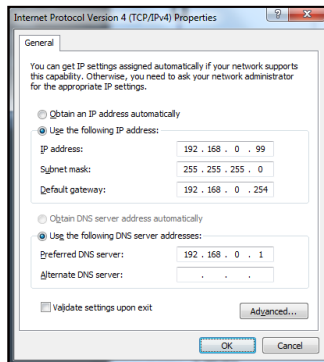 Internet Protocol Version 4 (TCP/IPv4) Properties
General
You can get IP settings assigned automatically if your network supports
this capability. Otherwise, you need to ask your network administrator
for the appropriate IP settings.
Obtain an IP address automatically
Use the following IP address:
IP address: 192 . 168 . 0 . 99
Subnet mask: 255 . 255 . 255 . 0
Default gateway: 192 . 168 . 0 . 254
Obtain DNS server address automatically
Use the following DNS server addresses:
Preferred DNS server: 192 . 168 . 0 . 1
Alternate DNS server: . . .
Validate settings upon exit
Advanced...
OK Cancel